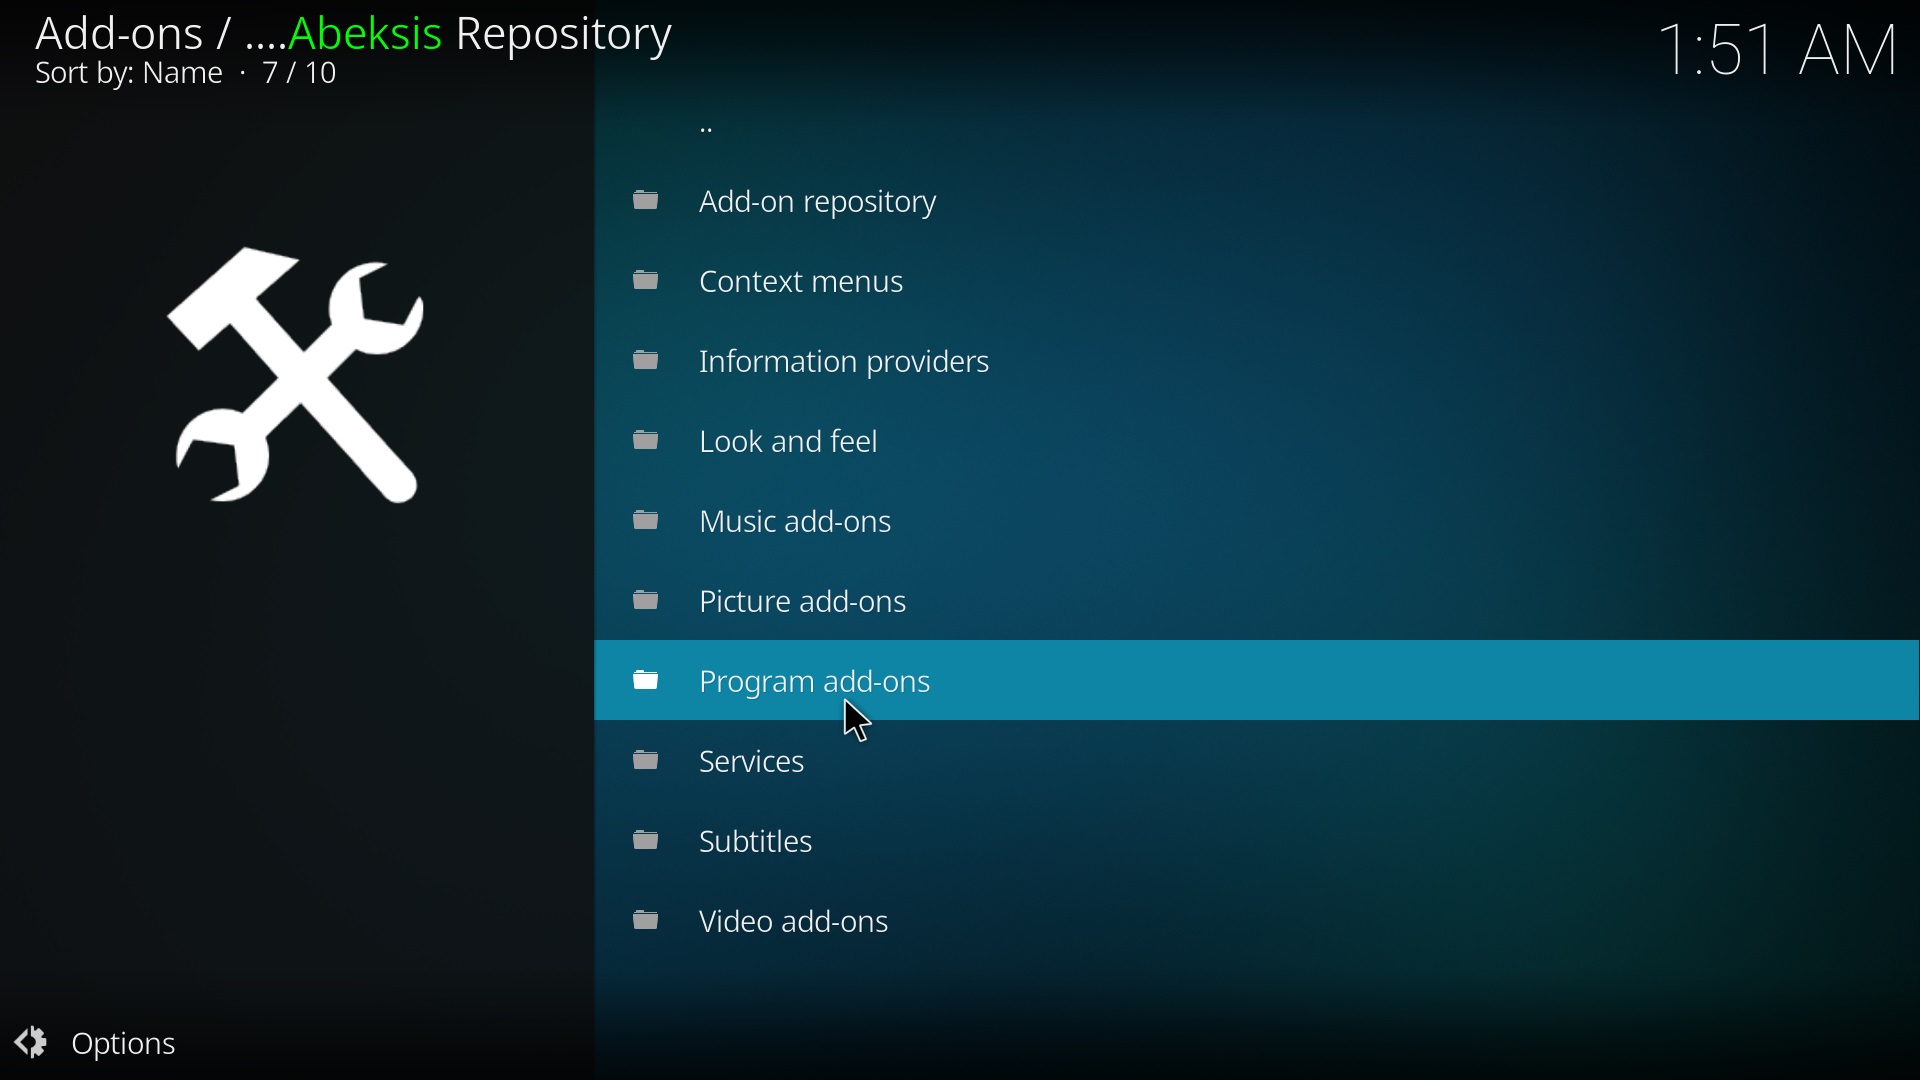 Add-ons / ....Abeksis Repository
Sort by: Name · 7 / 10
1:51 AM
..
Add-on repository
Context menus
Information providers
Look and feel
Music add-ons
Picture add-ons
Program add-ons
Services
Subtitles
Video add-ons
Options